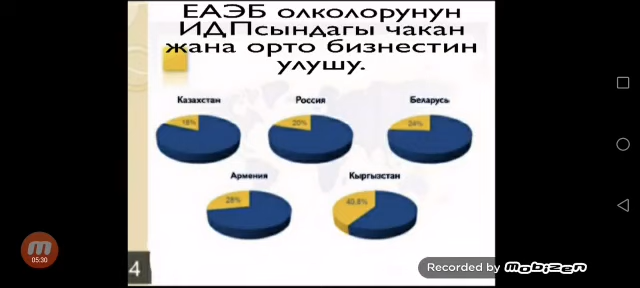 ЕАЭБ олколорунун
ИДПсындагы чакан
жана орто бизнестин
улушу.
Казахстан
Россия
Беларусь
18%
20%
24%
Армения
Кыргызстан
28%
40,8%
05:30
4
Recorded by mobizen